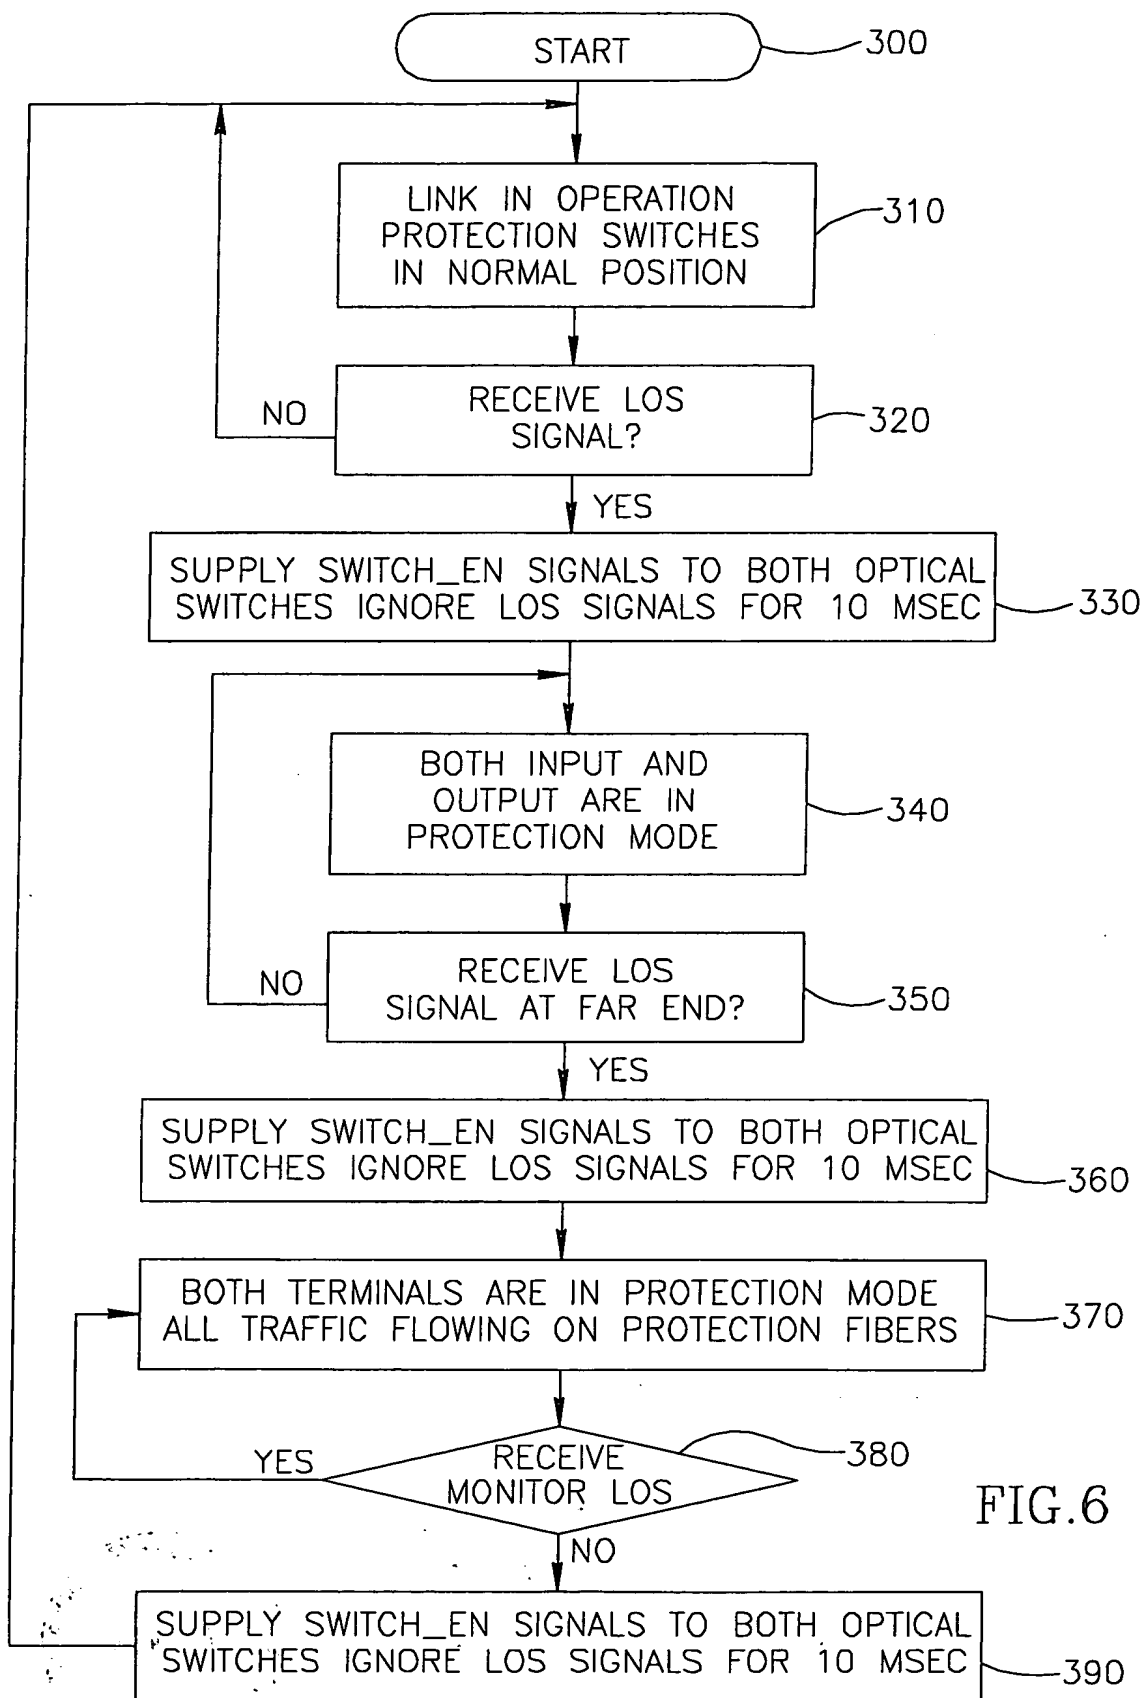 START
300
LINK IN OPERATION
PROTECTION SWITCHES
IN NORMAL POSITION
310
RECEIVE LOS
SIGNAL?
320
NO
YES
SUPPLY SWITCH_EN SIGNALS TO BOTH OPTICAL
SWITCHES IGNORE LOS SIGNALS FOR 10 MSEC
330
BOTH INPUT AND
OUTPUT ARE IN
PROTECTION MODE
340
RECEIVE LOS
SIGNAL AT FAR END?
350
NO
YES
SUPPLY SWITCH_EN SIGNALS TO BOTH OPTICAL
SWITCHES IGNORE LOS SIGNALS FOR 10 MSEC
360
BOTH TERMINALS ARE IN PROTECTION MODE
ALL TRAFFIC FLOWING ON PROTECTION FIBERS
370
RECEIVE
MONITOR LOS
380
YES
NO
FIG.6
SUPPLY SWITCH_EN SIGNALS TO BOTH OPTICAL
SWITCHES IGNORE LOS SIGNALS FOR 10 MSEC
390